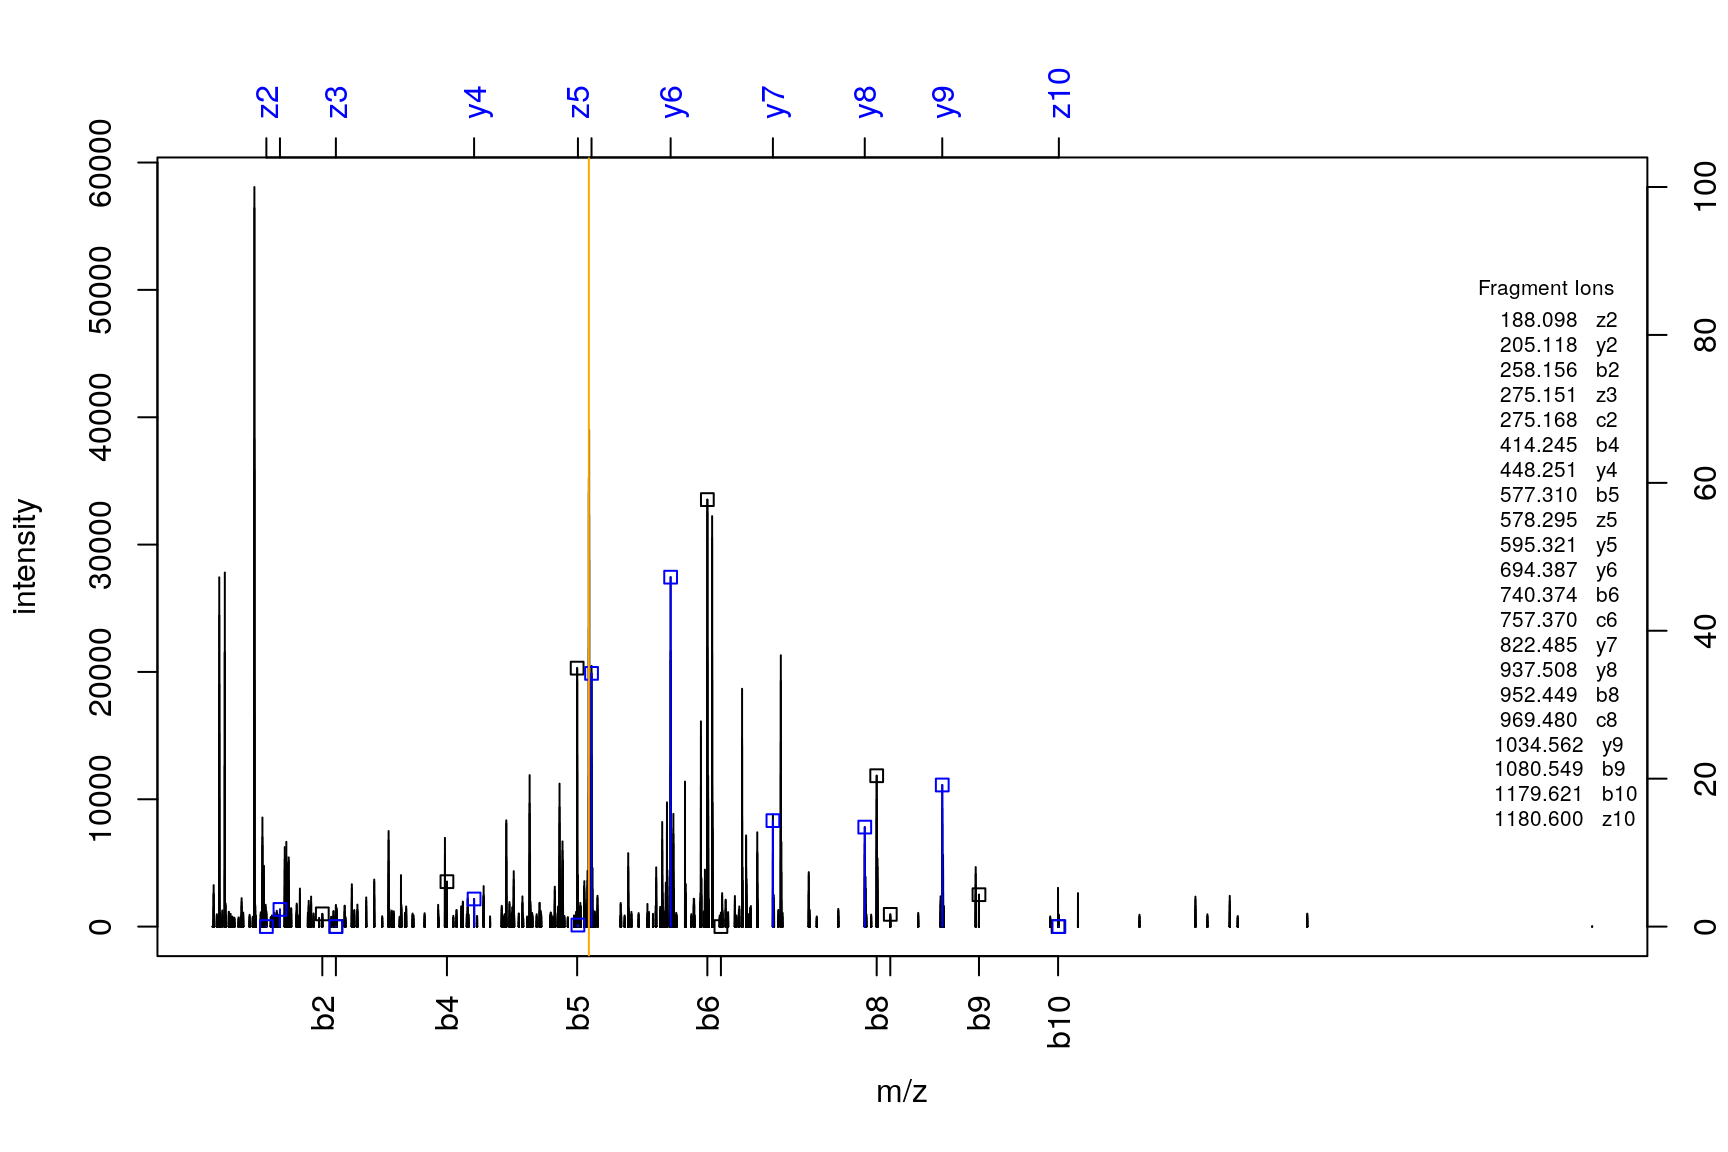 z2 z3 y4 z5 y6 y7 y8 y9 z10
60000
50000
40000
30000
20000
10000
0
intensity
100
80
60
40
20
0
Fragment Ions
188.098 z2
205.118 y2
258.156 b2
275.151 z3
275.168 c2
414.245 b4
448.251 y4
577.310 b5
578.295 z5
595.321 y5
694.387 y6
740.374 b6
757.370 c6
822.485 y7
937.508 y8
952.449 b8
969.480 c8
1034.562 y9
1080.549 b9
1179.621 b10
1180.600 z10
b2 b4 b5 b6 b8 b9 b10
m/z